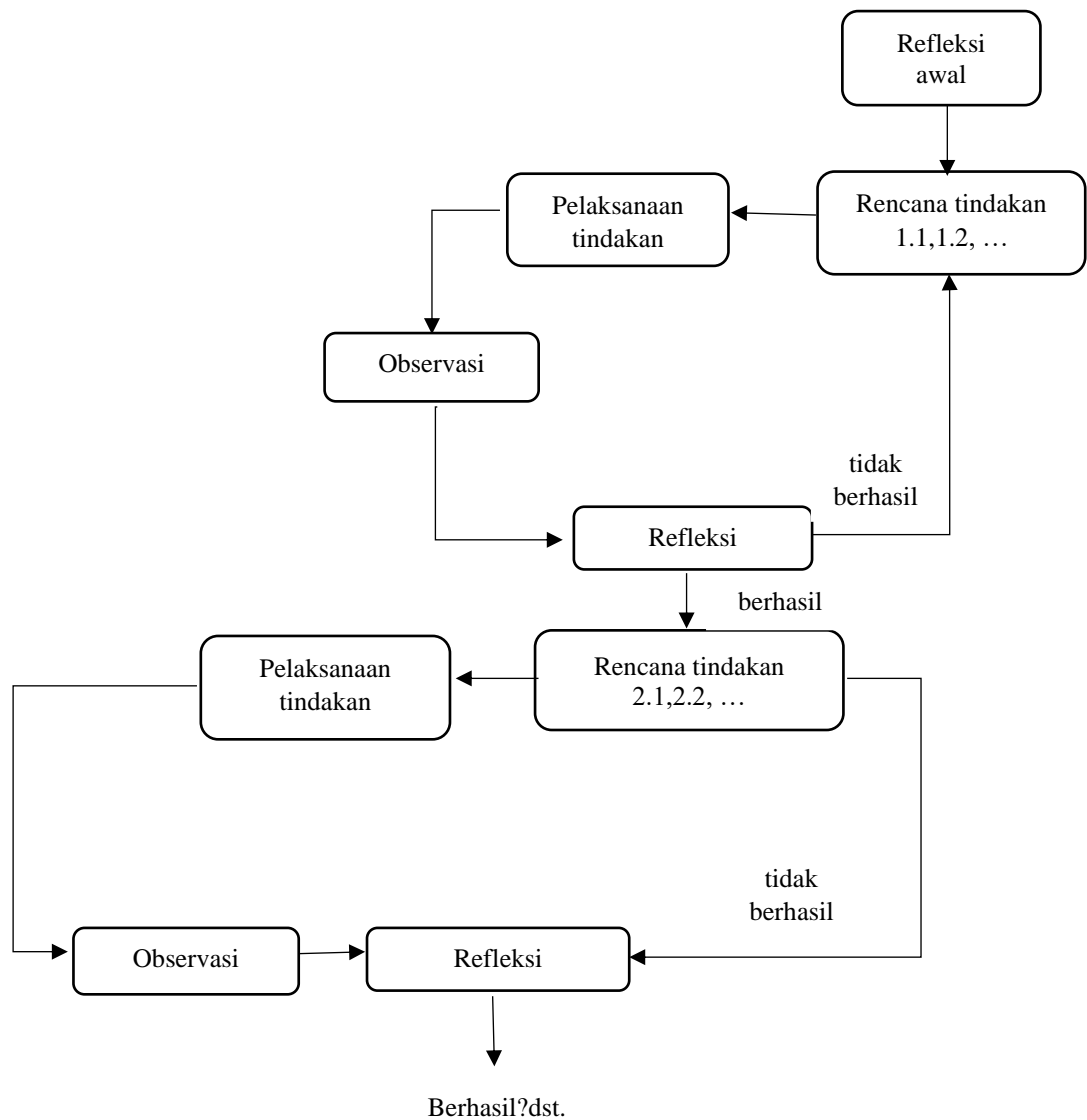 Refleksi
awal
Rencana tindakan
1.1,1.2, …
Pelaksanaan
tindakan
Observasi
tidak
berhasil
Refleksi
berhasil
Rencana tindakan
2.1,2.2, …
Pelaksanaan
tindakan
tidak
berhasil
Observasi
Refleksi
Berhasil?dst.